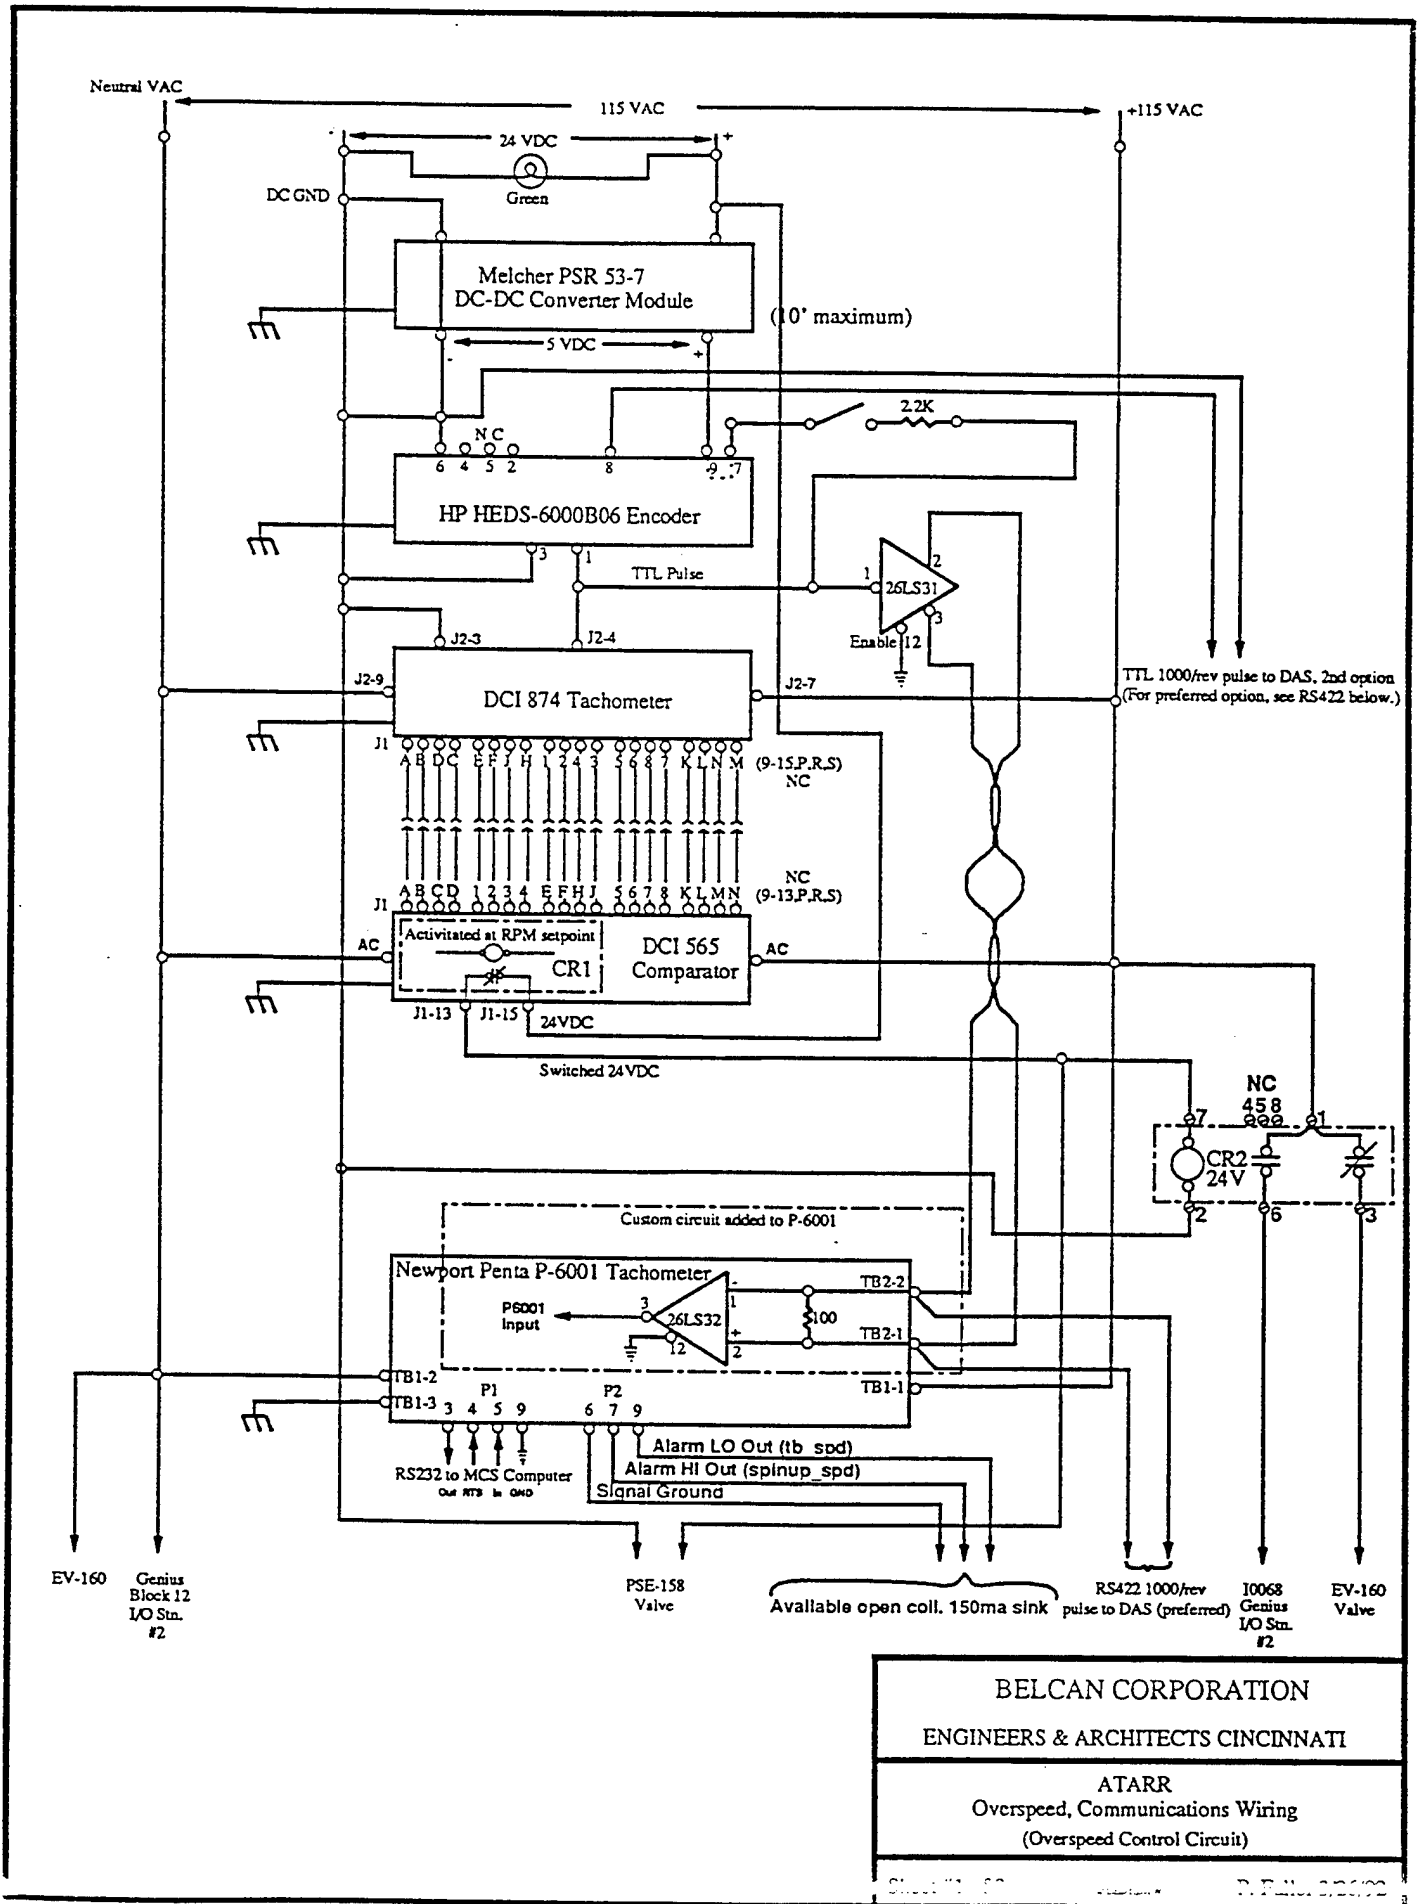 Neutral VAC
115 VAC
+115 VAC
- 24 VDC +
Green
DC GND
Melcher PSR 53-7
DC-DC Converter Module
(10' maximum)
- 5 VDC +
2.2K
N C
6 4 5 2 8 9 7
HP HEDS-6000B06 Encoder
3 1
TTL Pulse
1 26LS31 2
3
Enable 12
J2-3 J2-4
J2-9 J2-7
DCI 874 Tachometer
TTL 1000/rev pulse to DAS, 2nd option
(For preferred option, see RS422 below.)
J1
A B D C E F J H 1 2 4 3 5 6 8 7 K L N M
(9-15,P,R,S)
NC
NC
(9-13,P,R,S)
J1
A B C D 1 2 3 4 E F H J 5 6 7 8 K L M N
AC
Activitated at RPM setpoint
CR1
DCI 565
Comparator
AC
J1-13 J1-15
24VDC
Switched 24VDC
NC
7 4 5 8 1
CR2
24V
2 6 3
Custom circuit added to P-6001
Newport Penta P-6001 Tachometer
P6001
Input
3 26LS32
12
- 1
+ 2
100
TB2-2
TB2-1
TB1-1
TB1-2
TB1-3
P1 P2
3 4 5 9 6 7 9
RS232 to MCS Computer
Out RTS In GND
Alarm LO Out (tb_spd)
Alarm HI Out (spinup_spd)
Signal Ground
EV-160
Genius
Block 12
I/O Stn.
#2
PSE-158
Valve
Available open coll. 150ma sink
RS422 1000/rev
pulse to DAS (preferred)
I0068
Genius
I/O Stn.
#2
EV-160
Valve
BELCAN CORPORATION
ENGINEERS & ARCHITECTS CINCINNATI
ATARR
Overspeed, Communications Wiring
(Overspeed Control Circuit)